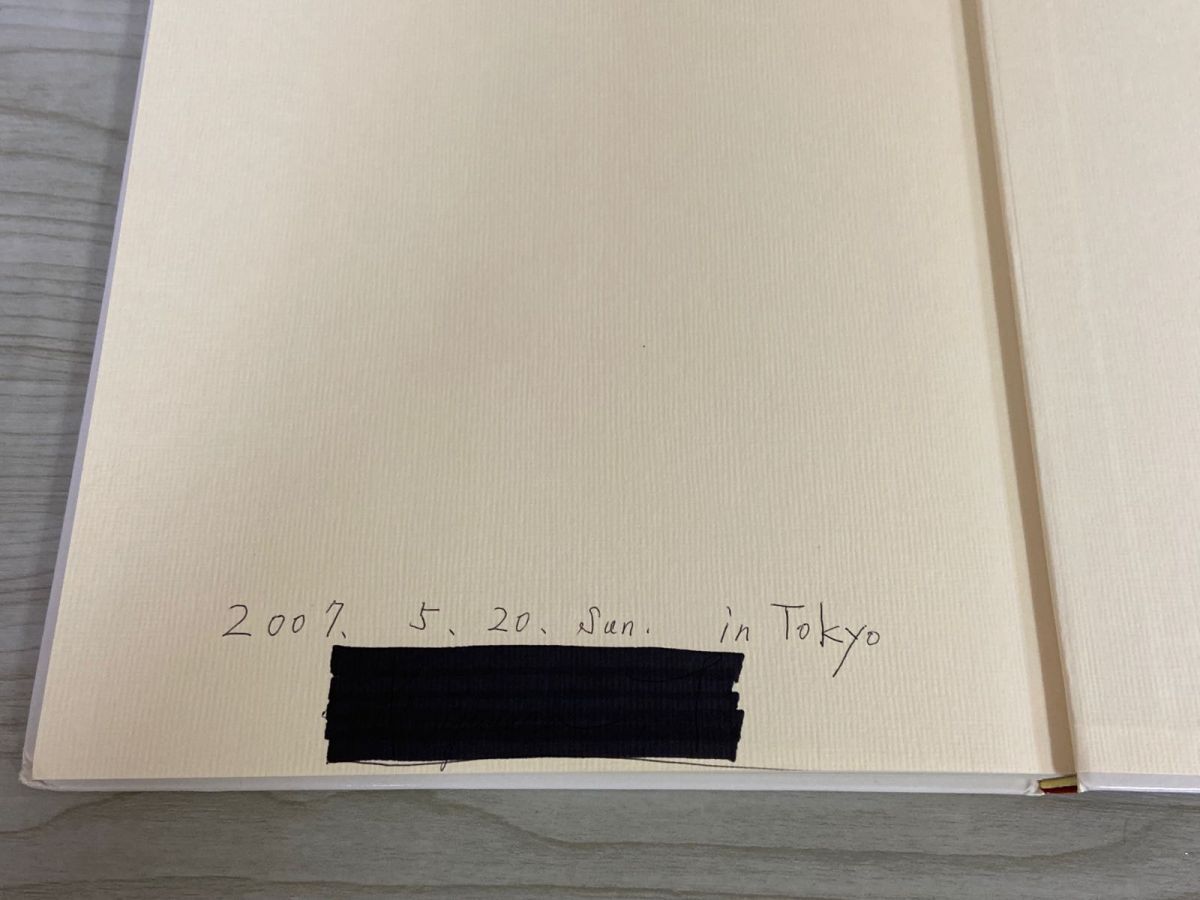 2007、 5、20、Sun. in Tokyo